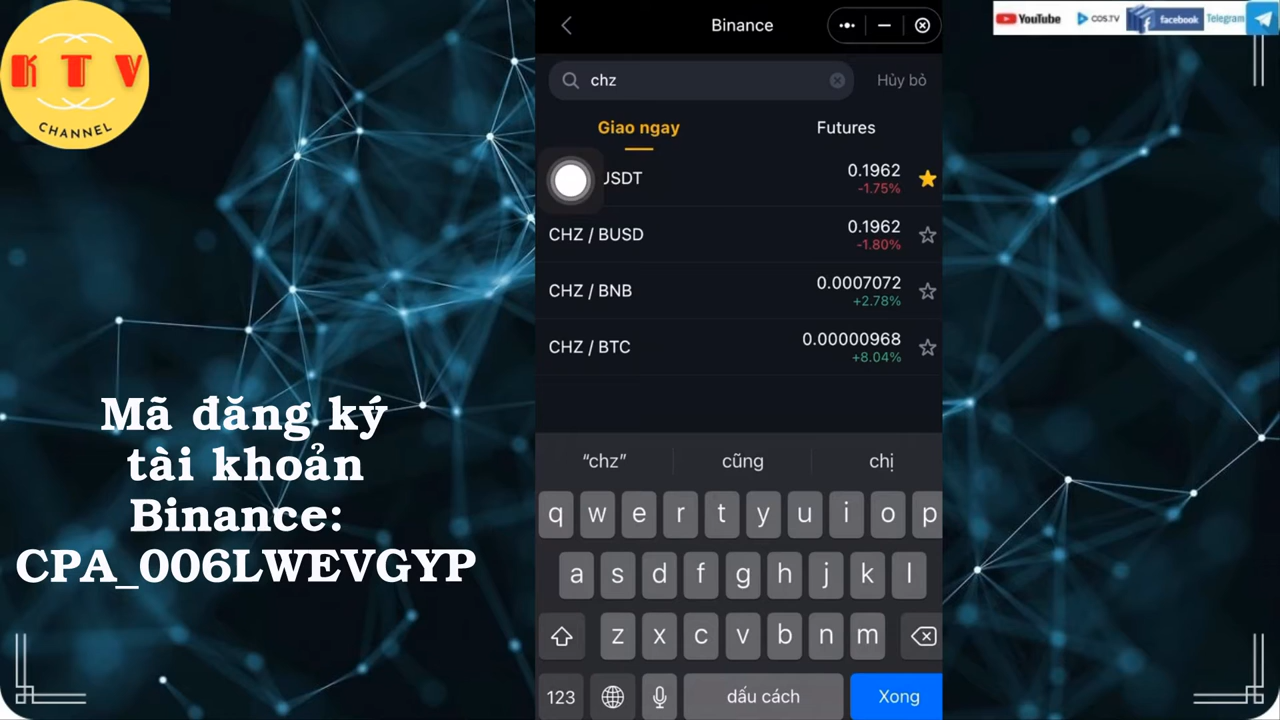 KTV
CHANNEL
Mã đăng ký
tài khoản
Binance:
CPA_006LWEVGYP
Binance
chz
Hủy bỏ
Giao ngay
Futures
USDT
0.1962
-1.75%
CHZ / BUSD
0.1962
-1.80%
CHZ / BNB
0.0007072
+2.78%
CHZ / BTC
0.00000968
+8.04%
“chz”
cũng
chị
q w e r t y u i o p
a s d f g h j k l
z x c v b n m
123
dấu cách
Xong
YouTube
COS.TV
facebook
Telegram